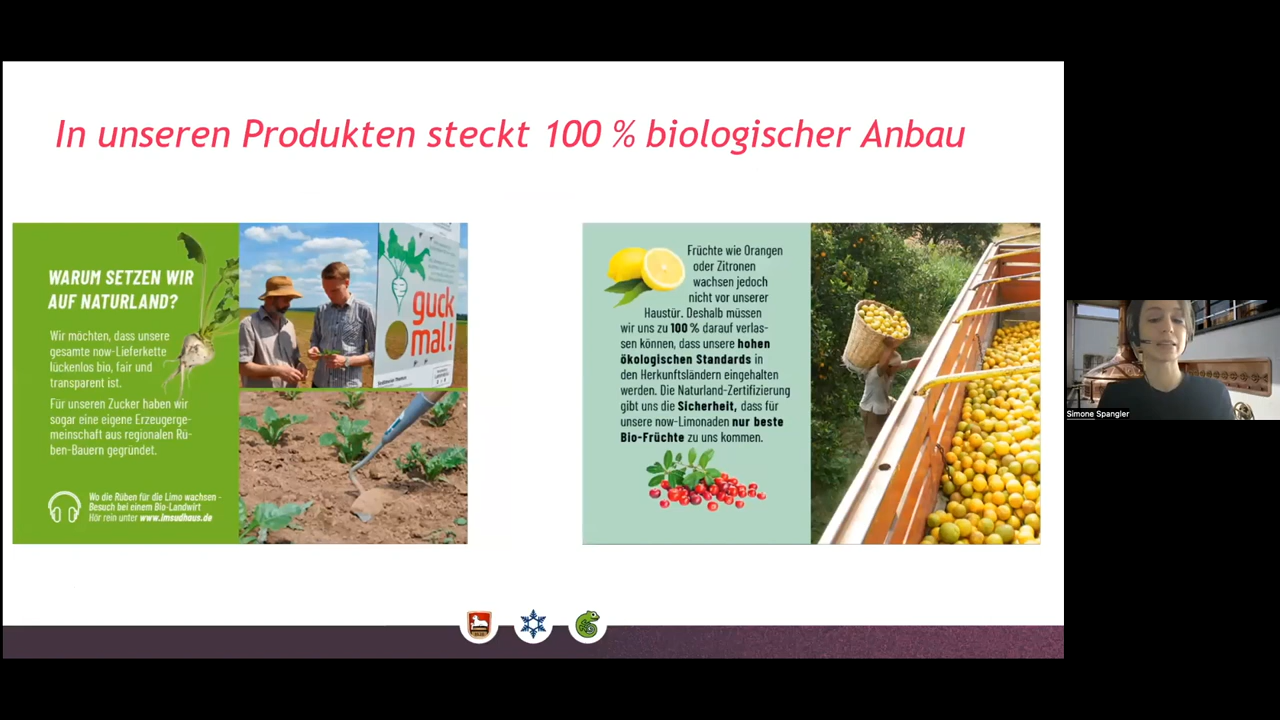 In unseren Produkten steckt 100 % biologischer Anbau
WARUM SETZEN WIR
AUF NATURLAND?
Wir möchten, dass unsere
gesamte now-Lieferkette
lückenlos bio, fair und
transparent ist.
Für unseren Zucker haben wir
sogar eine eigene Erzeugerge-
meinschaft aus regionalen Rü-
ben-Bauern gegründet.
Wo die Rüben für die Limo wachsen -
Besuch bei einem Bio-Landwirt
Hör rein unter www.imsudhaus.de
guck
mal!
Früchte wie Orangen
oder Zitronen
wachsen jedoch
nicht vor unserer
Haustür. Deshalb müssen
wir uns zu 100 % darauf verlas-
sen können, dass unsere hohen
ökologischen Standards in
den Herkunftsländern eingehalten
werden. Die Naturland-Zertifizierung
gibt uns die Sicherheit, dass für
unsere now-Limonaden nur beste
Bio-Früchte zu uns kommen.
Simone Spangler